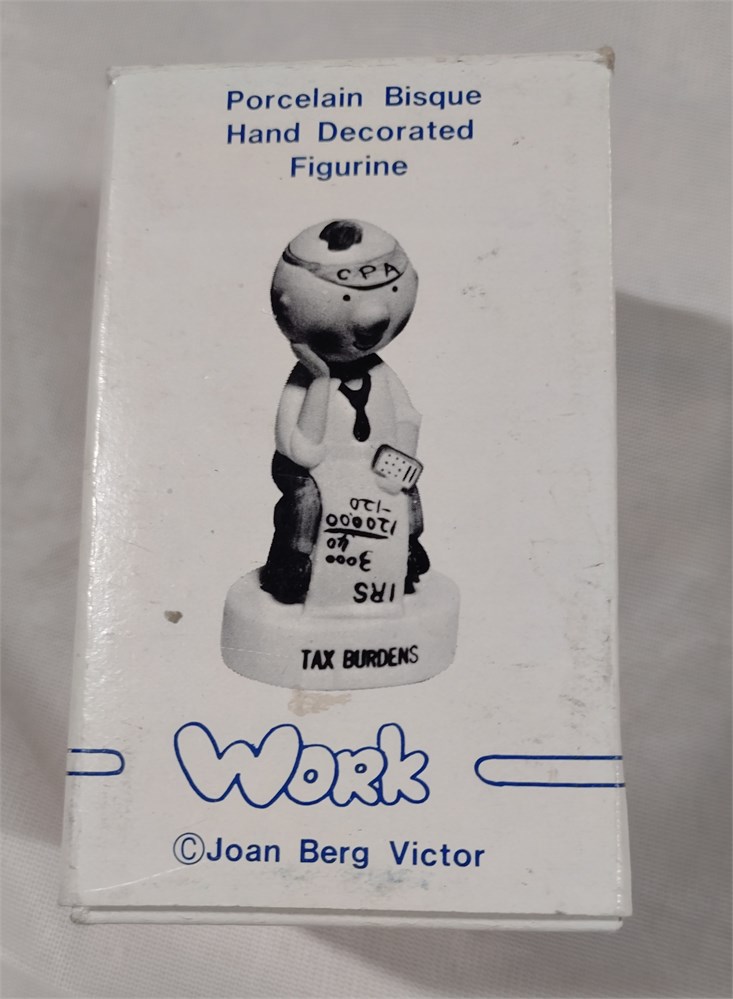 Porcelain Bisque
Hand Decorated
Figurine
CPA
IRS
3000
40
120000
-120
TAX BURDENS
Work
©Joan Berg Victor